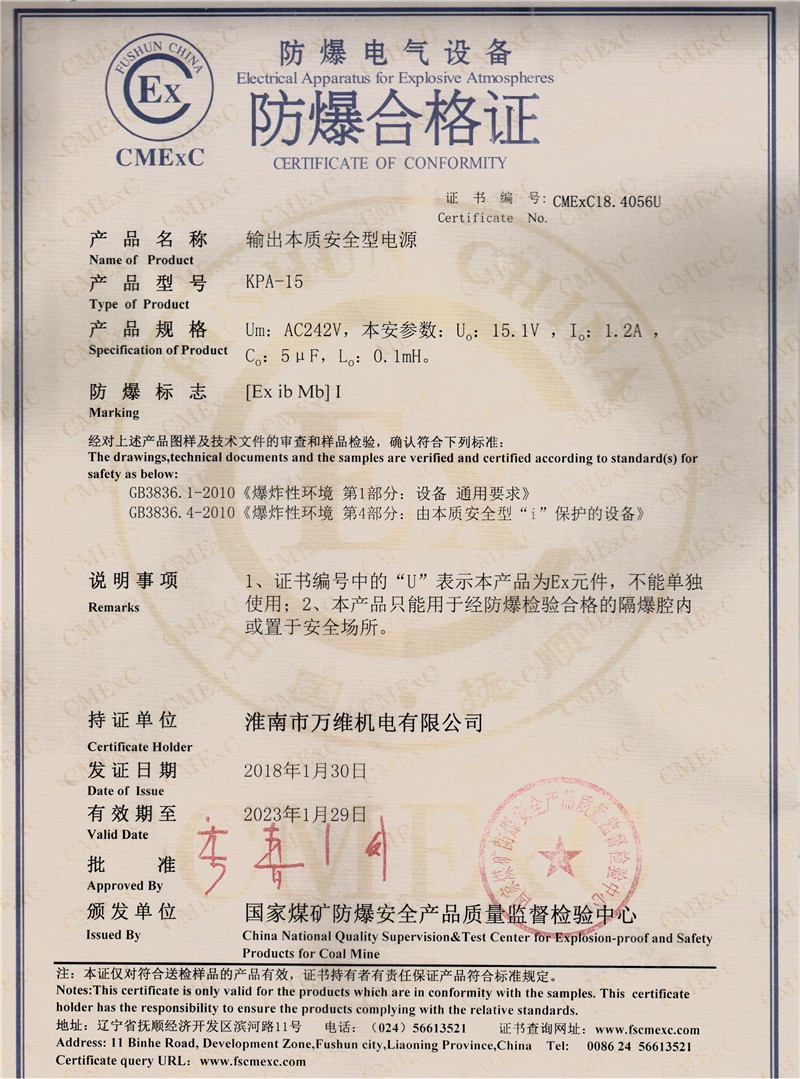 FUSHUN CHINA
Ex
CMExC
防爆电气设备
Electrical Apparatus for Explosive Atmospheres
防爆合格证
CERTIFICATE OF CONFORMITY
证书编号: CMExC18.4056U
Certificate No.
产品名称 输出本质安全型电源
Name of Product
产品型号 KPA-15
Type of Product
产品规格 Um: AC242V, 本安参数: Uo: 15.1V , Io: 1.2A ,
Specification of Product Co: 5μF, Lo: 0.1mH。
防爆标志 [Ex ib Mb] I
Marking
经对上述产品图样及技术文件的审查和样品检验，确认符合下列标准:
The drawings,technical documents and the samples are verified and certified according to standard(s) for
safety as below:
GB3836.1-2010《爆炸性环境 第1部分: 设备 通用要求》
GB3836.4-2010《爆炸性环境 第4部分: 由本质安全型“i”保护的设备》
说明事项 1、证书编号中的“U”表示本产品为Ex元件，不能单独
Remarks 使用; 2、本产品只能用于经防爆检验合格的隔爆腔内
或置于安全场所。
持证单位 淮南市万维机电有限公司
Certificate Holder
发证日期 2018年1月30日
Date of Issue
有效期至 2023年1月29日
Valid Date
批准
Approved By
颁发单位 国家煤矿防爆安全产品质量监督检验中心
Issued By China National Quality Supervision&Test Center for Explosion-proof and Safety
Products for Coal Mine
国家煤矿防爆安全产品质量监督检验中心
注: 本证仅对符合送检样品的产品有效，证书持有者有责任保证产品符合标准规定。
Notes:This certificate is only valid for the products which are in conformity with the samples. This certificate
holder has the responsibility to ensure the products complying with the relative standards.
地址: 辽宁省抚顺经济开发区滨河路11号 电话: （024）56613521 证书查询网址: www.fscmexc.com
Address: 11 Binhe Road, Development Zone,Fushun city,Liaoning Province,China Tel: 0086 24 56613521
Certificate query URL: www.fscmexc.com